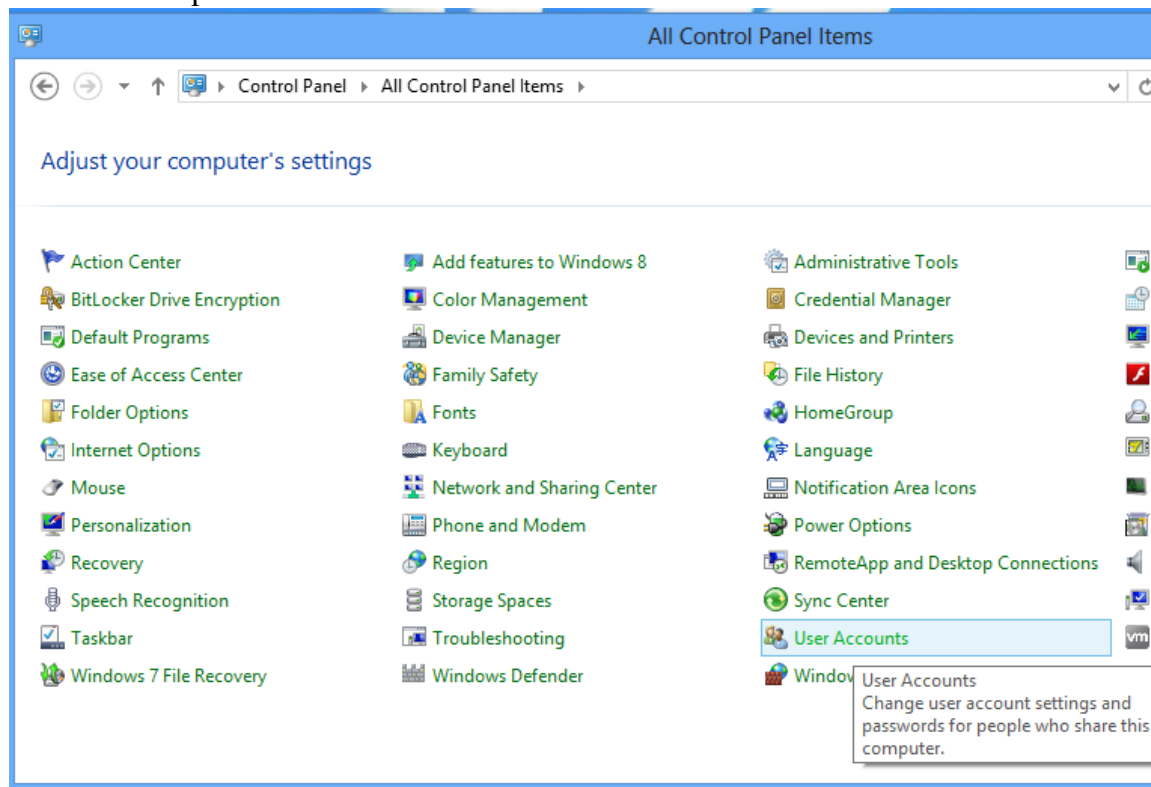 All Control Panel Items
Control Panel All Control Panel Items
Adjust your computer's settings
Action Center Add features to Windows 8 Administrative Tools
BitLocker Drive Encryption Color Management Credential Manager
Default Programs Device Manager Devices and Printers
Ease of Access Center Family Safety File History
Folder Options Fonts HomeGroup
Internet Options Keyboard Language
Mouse Network and Sharing Center Notification Area Icons
Personalization Phone and Modem Power Options
Recovery Region RemoteApp and Desktop Connections
Speech Recognition Storage Spaces Sync Center
Taskbar Troubleshooting User Accounts vm
Windows 7 File Recovery Windows Defender
User Accounts
Change user account settings and
passwords for people who share this
computer.